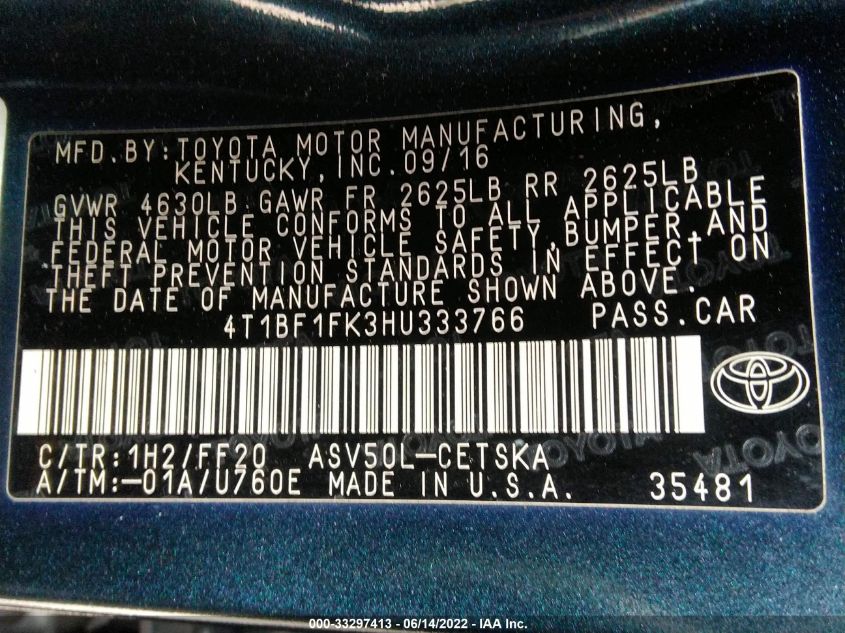 MFD.BY:TOYOTA MOTOR MANUFACTURING,
KENTUCKY,INC.09/16
GVWR 4630LB GAWR FR 2625LB RR 2625LB
THIS VEHICLE CONFORMS TO ALL APPLICABLE
FEDERAL MOTOR VEHICLE SAFETY,BUMPER,AND
THEFT PREVENTION STANDARDS IN EFFECT ON
THE DATE OF MANUFACTURE SHOWN ABOVE.
4T1BF1FK3HU333766 PASS.CAR
C/TR:1H2/FF20 ASV50L-CETSKA
A/TM:-01A/U760E MADE IN U.S.A. 35481
000-33297413 - 06/14/2022 - IAA Inc.